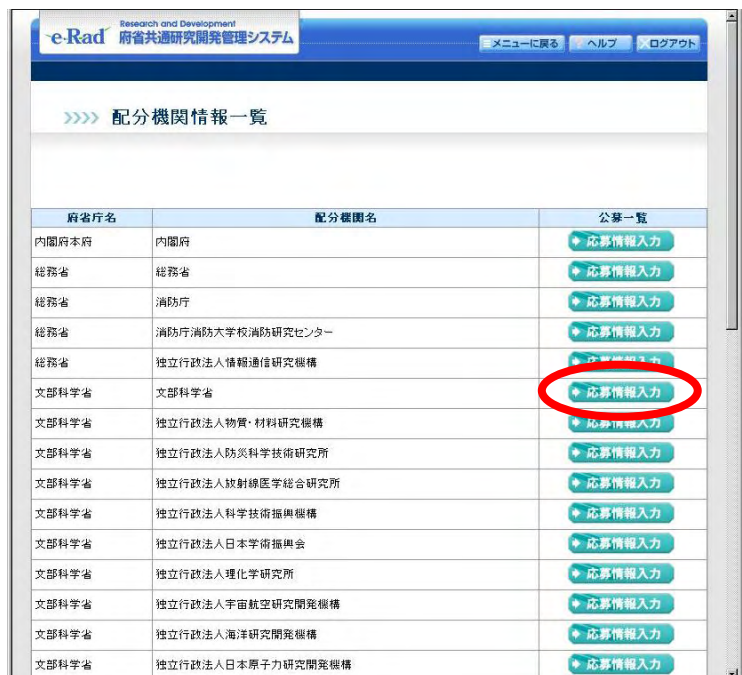 Research and Development
e-Rad 府省共通研究開発管理システム
メニューに戻る ヘルプ ログアウト
>>>> 配分機関情報一覧
府省庁名 配分機関名 公募一覧
内閣府本府 内閣府 応募情報入力
総務省 総務省 応募情報入力
総務省 消防庁 応募情報入力
総務省 消防庁消防大学校消防研究センター 応募情報入力
総務省 独立行政法人情報通信研究機構 応募情報入力
文部科学省 文部科学省 応募情報入力
文部科学省 独立行政法人物質・材料研究機構 応募情報入力
文部科学省 独立行政法人防災科学技術研究所 応募情報入力
文部科学省 独立行政法人放射線医学総合研究所 応募情報入力
文部科学省 独立行政法人科学技術振興機構 応募情報入力
文部科学省 独立行政法人日本学術振興会 応募情報入力
文部科学省 独立行政法人理化学研究所 応募情報入力
文部科学省 独立行政法人宇宙航空研究開発機構 応募情報入力
文部科学省 独立行政法人海洋研究開発機構 応募情報入力
文部科学省 独立行政法人日本原子力研究開発機構 応募情報入力